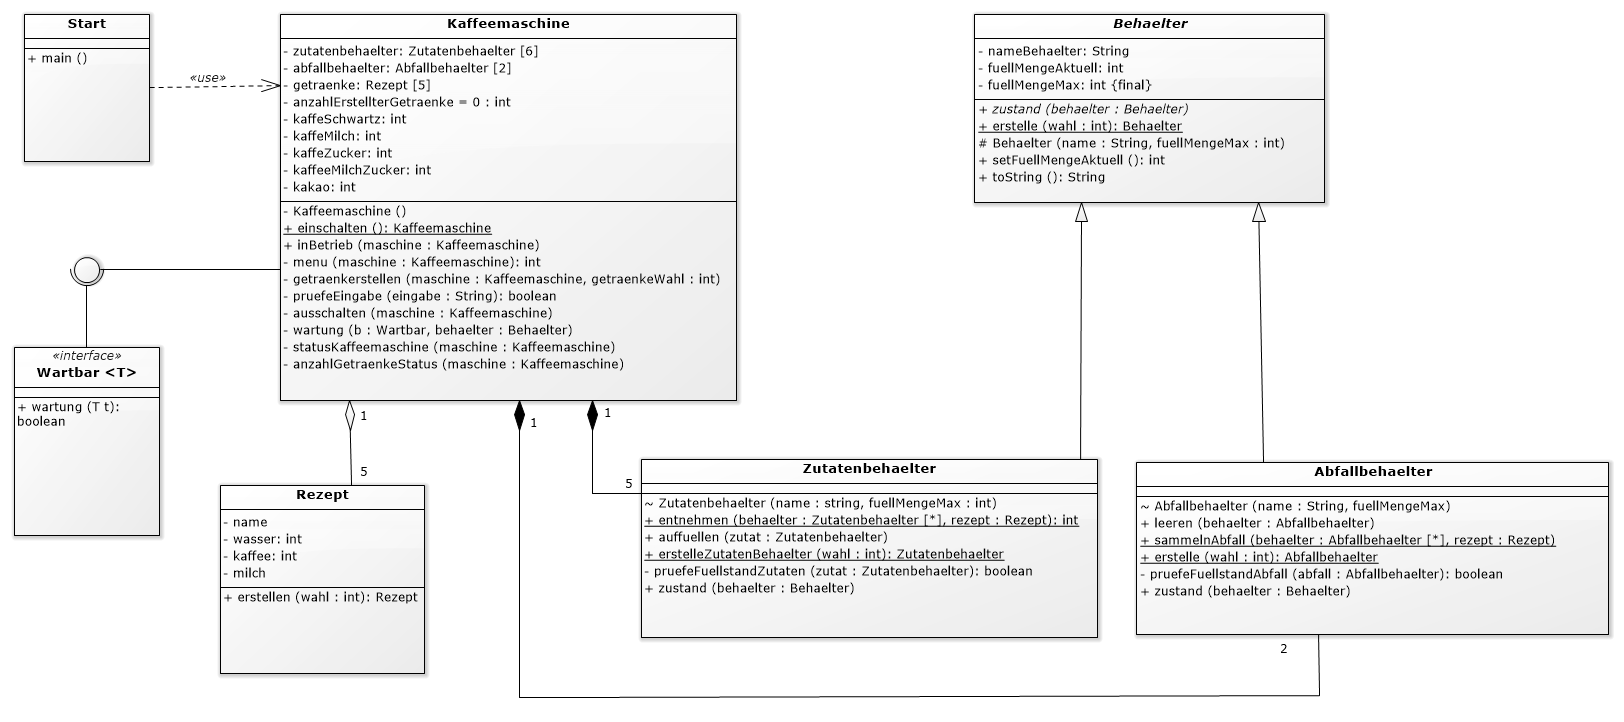 Start
+ main ()
«use»
Kaffeemaschine
- zutatenbehaelter: Zutatenbehaelter [6]
- abfallbehaelter: Abfallbehaelter [2]
- getraenke: Rezept [5]
- anzahlErstellterGetraenke = 0 : int
- kaffeSchwartz: int
- kaffeMilch: int
- kaffeZucker: int
- kaffeeMilchZucker: int
- kakao: int
- Kaffeemaschine ()
+ einschalten (): Kaffeemaschine
+ inBetrieb (maschine : Kaffeemaschine)
- menu (maschine : Kaffeemaschine): int
- getraenkerstellen (maschine : Kaffeemaschine, getraenkeWahl : int)
- pruefeEingabe (eingabe : String): boolean
- ausschalten (maschine : Kaffeemaschine)
- wartung (b : Wartbar, behaelter : Behaelter)
- statusKaffeemaschine (maschine : Kaffeemaschine)
- anzahlGetraenkeStatus (maschine : Kaffeemaschine)
Behaelter
- nameBehaelter: String
- fuellMengeAktuell: int
- fuellMengeMax: int {final}
+ zustand (behaelter : Behaelter)
+ erstelle (wahl : int): Behaelter
# Behaelter (name : String, fuellMengeMax : int)
+ setFuellMengeAktuell (): int
+ toString (): String
«interface»
Wartbar <T>
+ wartung (T t):
boolean
1
5
1
1
5
Rezept
- name
- wasser: int
- kaffee: int
- milch
+ erstellen (wahl : int): Rezept
Zutatenbehaelter
~ Zutatenbehaelter (name : string, fuellMengeMax : int)
+ entnehmen (behaelter : Zutatenbehaelter [*], rezept : Rezept): int
+ auffuellen (zutat : Zutatenbehaelter)
+ erstelleZutatenBehaelter (wahl : int): Zutatenbehaelter
- pruefeFuellstandZutaten (zutat : Zutatenbehaelter): boolean
+ zustand (behaelter : Behaelter)
Abfallbehaelter
~ Abfallbehaelter (name : String, fuellMengeMax)
+ leeren (behaelter : Abfallbehaelter)
+ sammelnAbfall (behaelter : Abfallbehaelter [*], rezept : Rezept)
+ erstelle (wahl : int): Abfallbehaelter
- pruefeFuellstandAbfall (abfall : Abfallbehaelter): boolean
+ zustand (behaelter : Behaelter)
2